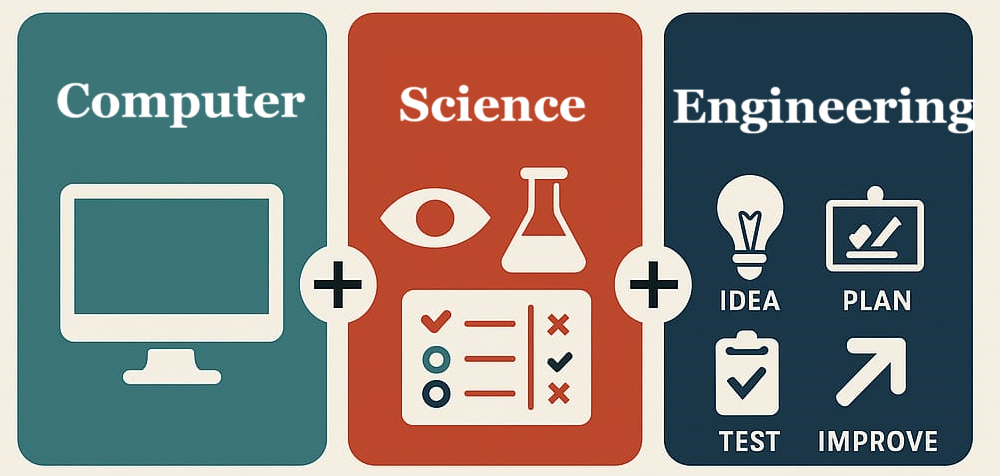 Computer
Science
Engineering
IDEA
PLAN
TEST
IMPROVE